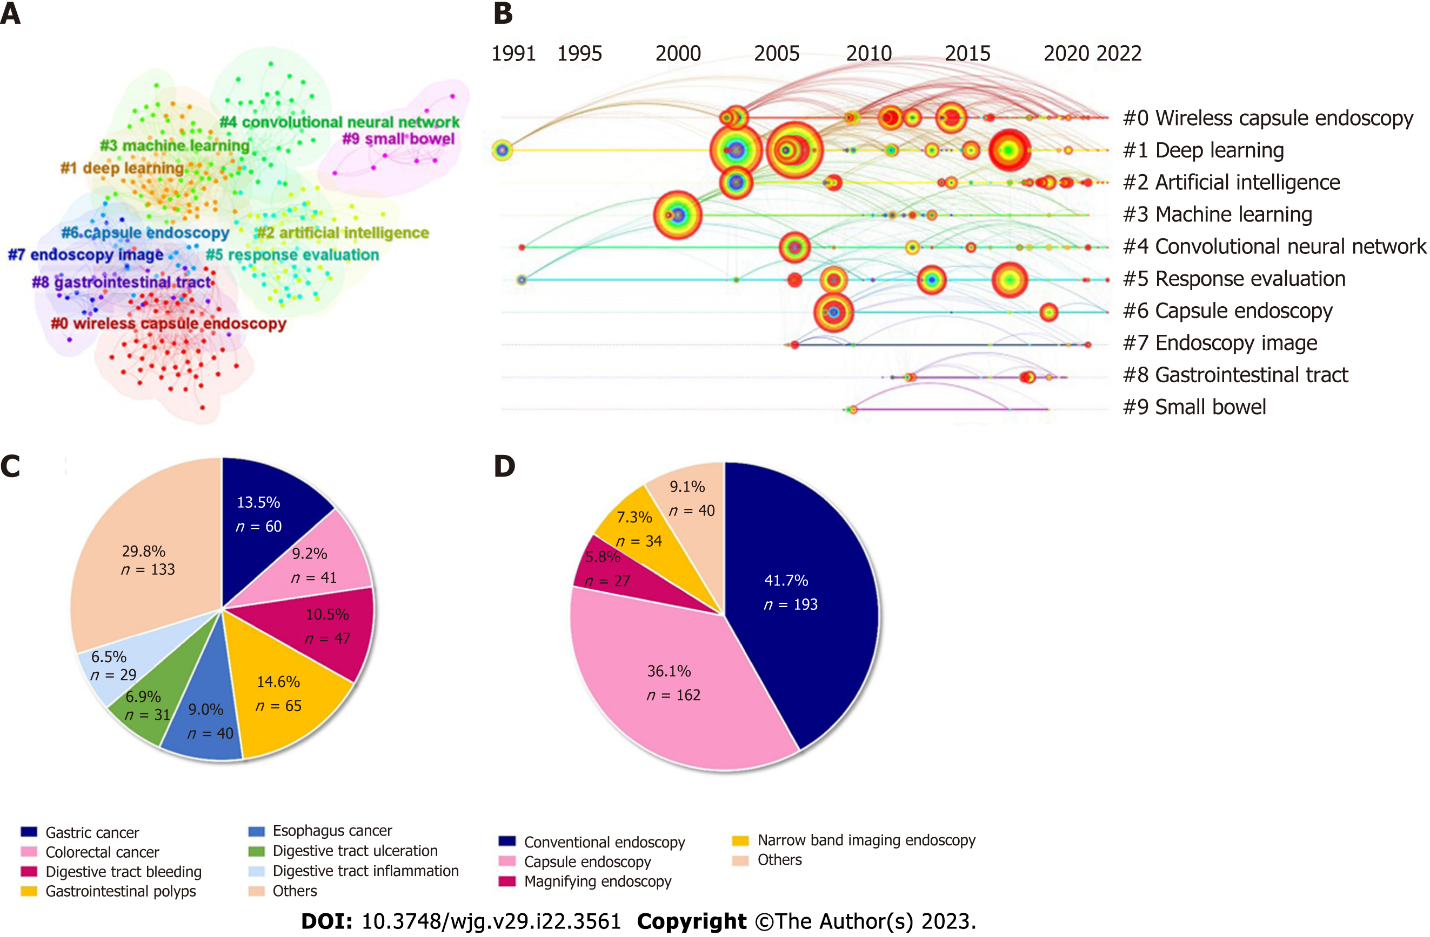 A
#4 convolutional neural network
#9 small bowel
#3 machine learning
#1 deep learning
#6 capsule endoscopy
#2 artificial intelligence
#7 endoscopy image
#5 response evaluation
#8 gastrointestinal tract
#0 wireless capsule endoscopy
B
1991 1995 2000 2005 2010 2015 2020 2022
#0 Wireless capsule endoscopy
#1 Deep learning
#2 Artificial intelligence
#3 Machine learning
#4 Convolutional neural network
#5 Response evaluation
#6 Capsule endoscopy
#7 Endoscopy image
#8 Gastrointestinal tract
#9 Small bowel
C
13.5%
n = 60
9.2%
n = 41
10.5%
n = 47
14.6%
n = 65
9.0%
n = 40
6.9%
n = 31
6.5%
n = 29
29.8%
n = 133
Gastric cancer
Colorectal cancer
Digestive tract bleeding
Gastrointestinal polyps
Esophagus cancer
Digestive tract ulceration
Digestive tract inflammation
Others
D
41.7%
n = 193
36.1%
n = 162
5.8%
n = 27
7.3%
n = 34
9.1%
n = 40
Conventional endoscopy
Capsule endoscopy
Magnifying endoscopy
Narrow band imaging endoscopy
Others
DOI: 10.3748/wjg.v29.i22.3561 Copyright ©The Author(s) 2023.